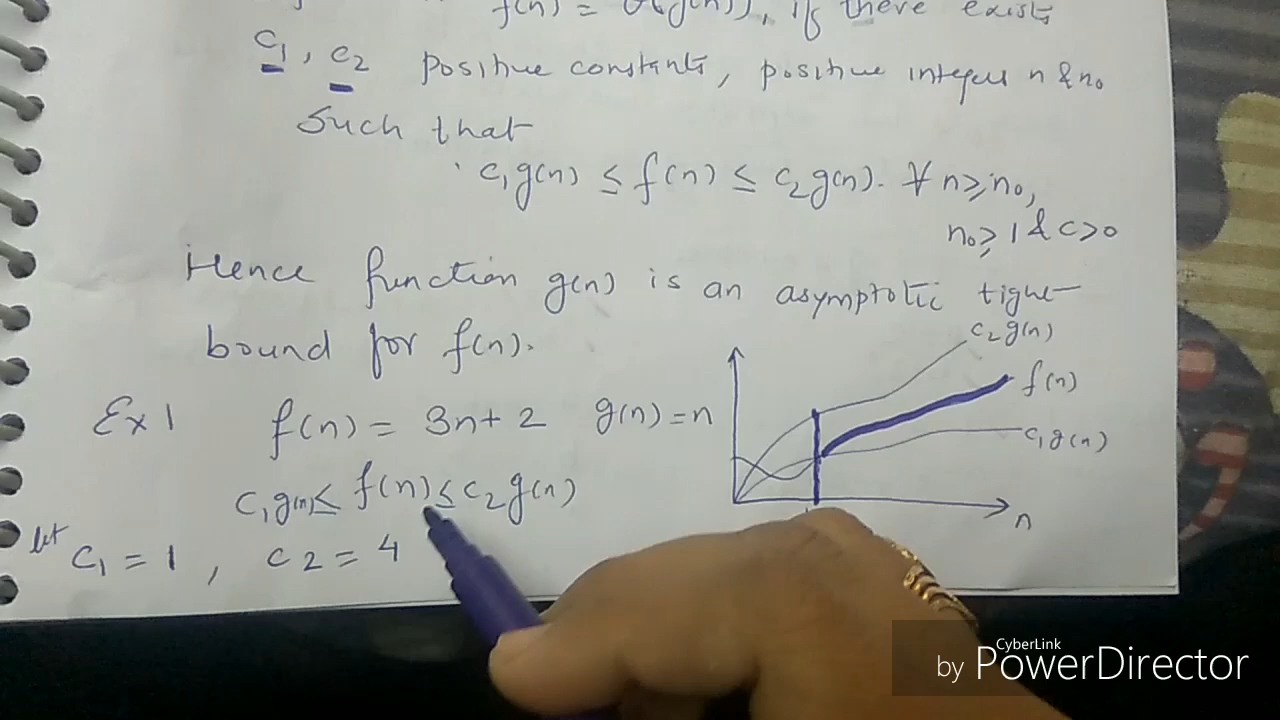 f(n) = Θ(g(n)), if there exists
c1, c2 positive constants, positive integers n & n0
Such that
c1g(n) ≤ f(n) ≤ c2g(n). ∀ n≥n0,
n0≥1 & c>0
Hence function g(n) is an asymptotic tight
bound for f(n).
c2g(n)
f(n)
c1g(n)
n
Ex 1 f(n) = 3n+2 g(n)=n
c1g(n)≤ f(n)≤c2g(n)
let c1=1, c2=4
CyberLink
by PowerDirector